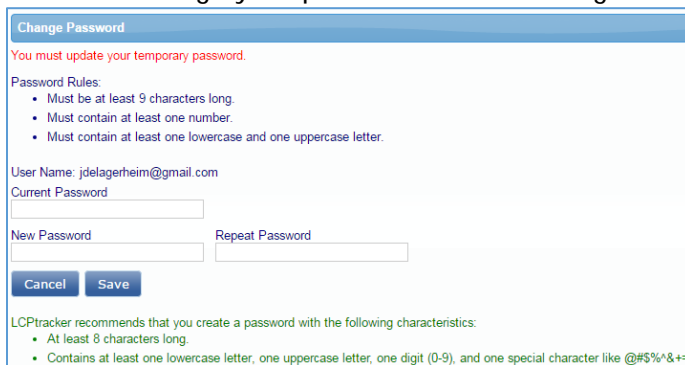 Change Password
You must update your temporary password.
Password Rules:
• Must be at least 9 characters long.
• Must contain at least one number.
• Must contain at least one lowercase and one uppercase letter.
User Name: jdelagerheim@gmail.com
Current Password
New Password Repeat Password
Cancel Save
LCPtracker recommends that you create a password with the following characteristics:
• At least 8 characters long.
• Contains at least one lowercase letter, one uppercase letter, one digit (0-9), and one special character like @#$%^&+=